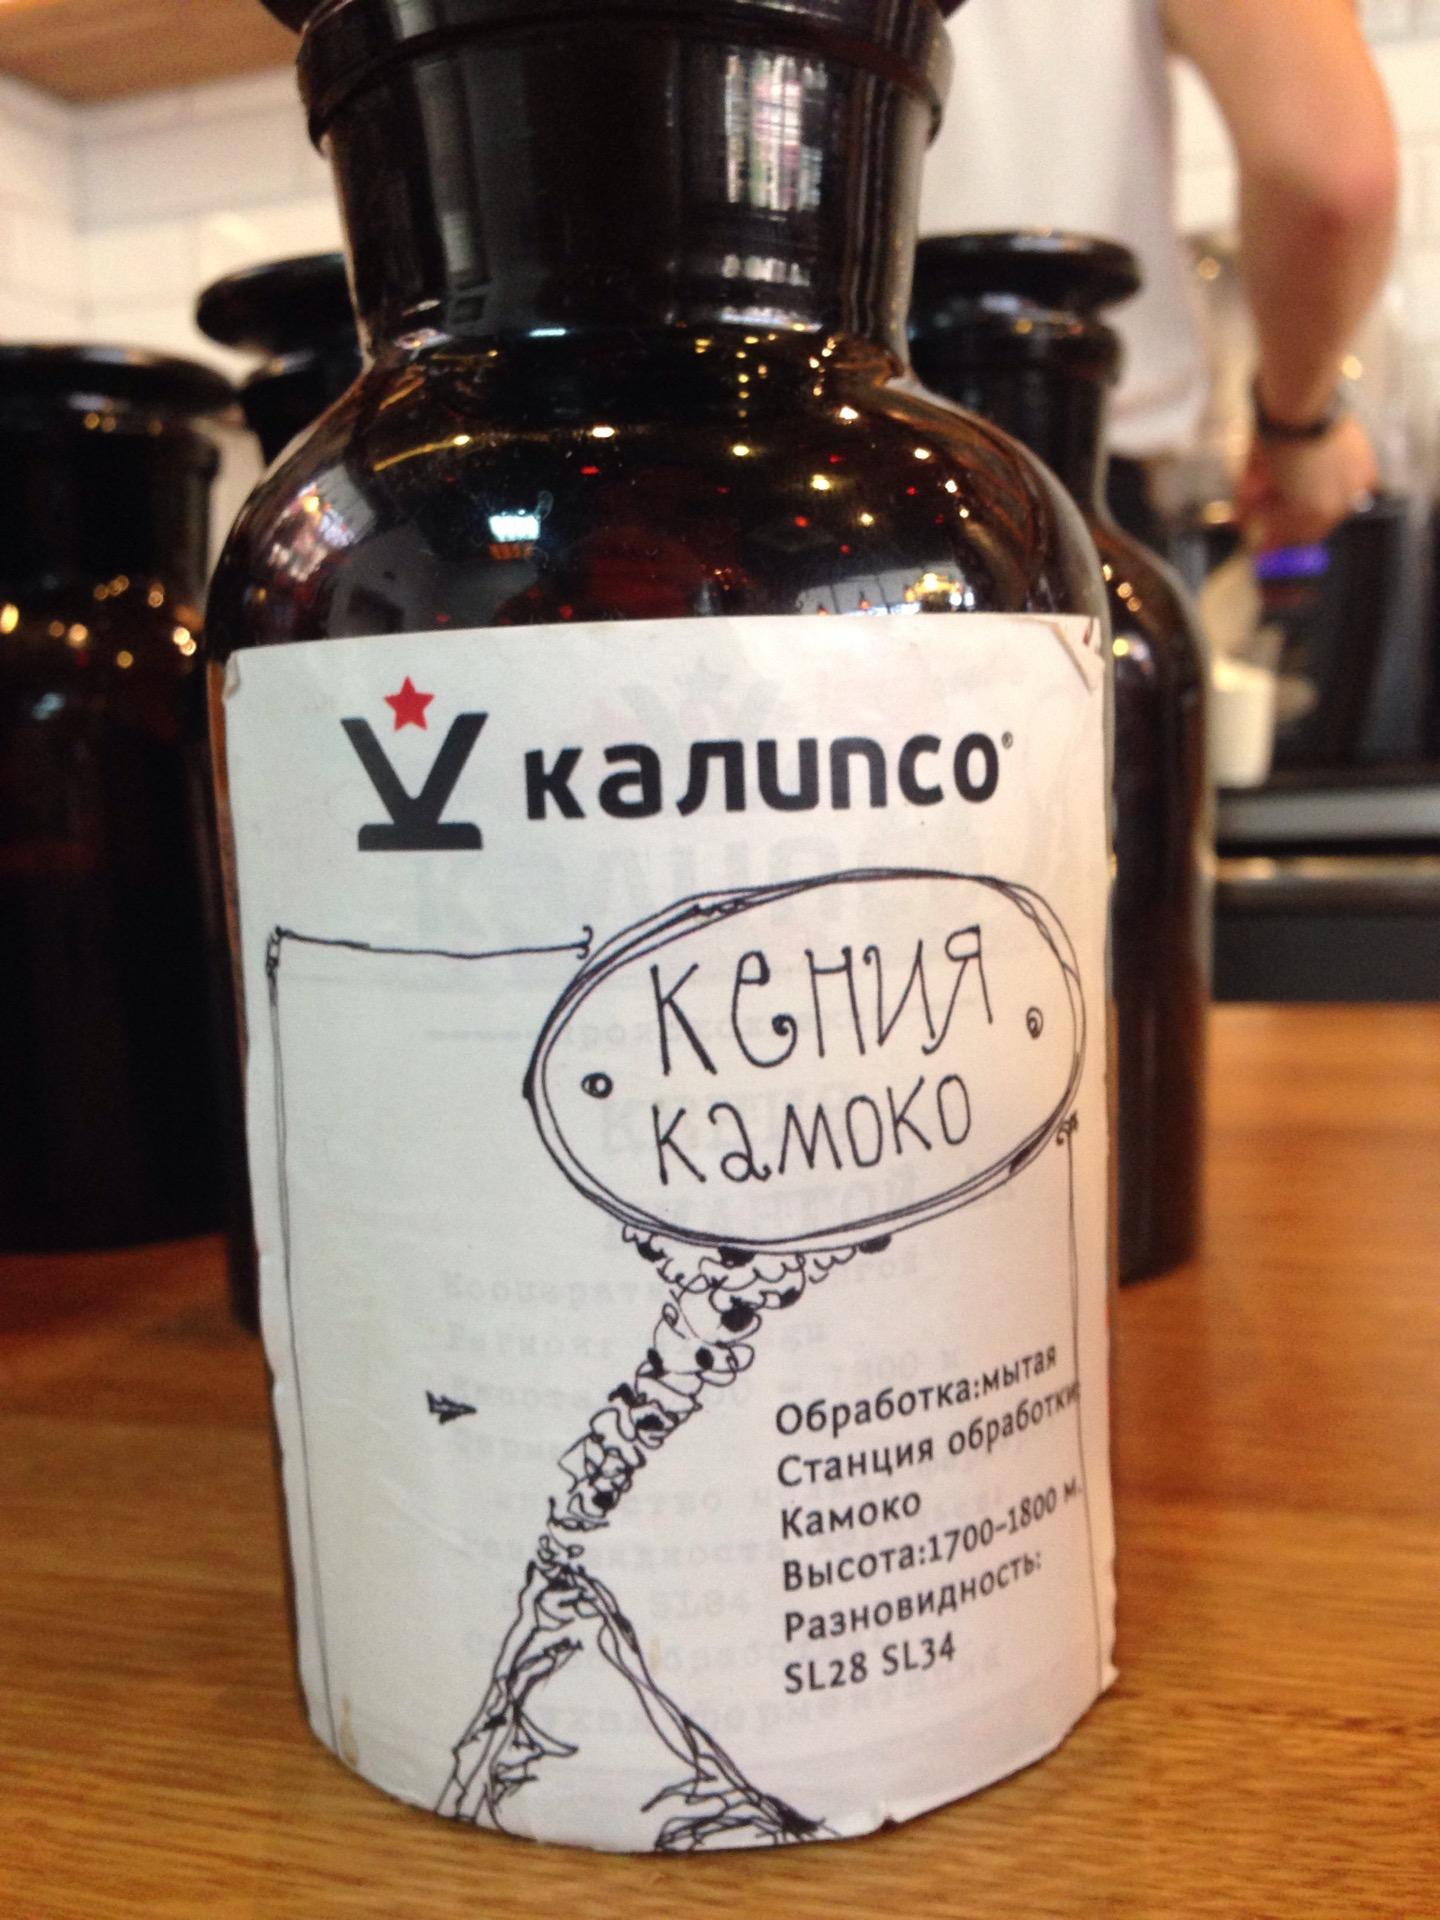 калипсо®
Кения
Камоко
Обработка:мытая
Станция обработки:
Камоко
Высота:1700-1800 м.
Разновидность:
SL28 SL34